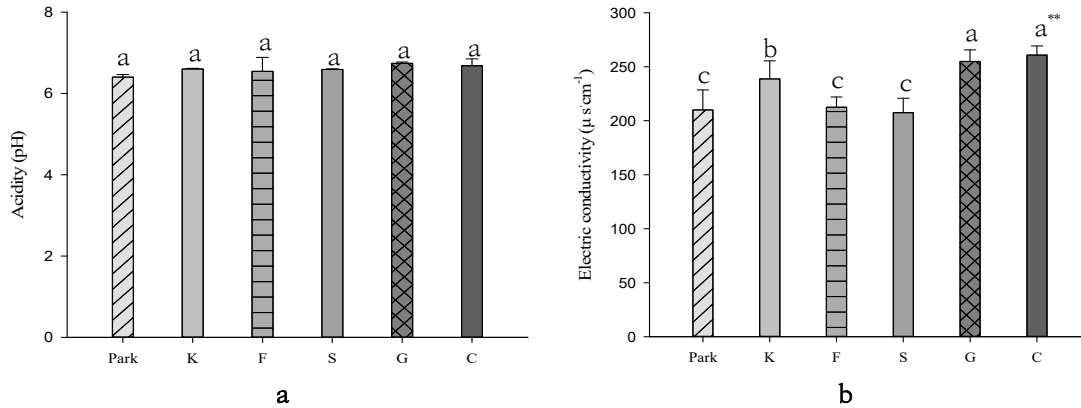 8
6
4
2
0
Acidity (pH)
a
a
a
a
a
a
Park
K
F
S
G
C
a
300
250
200
150
100
50
0
Electric conductivity (μ s·cm⁻¹)
c
b
c
c
a
a**
Park
K
F
S
G
C
b